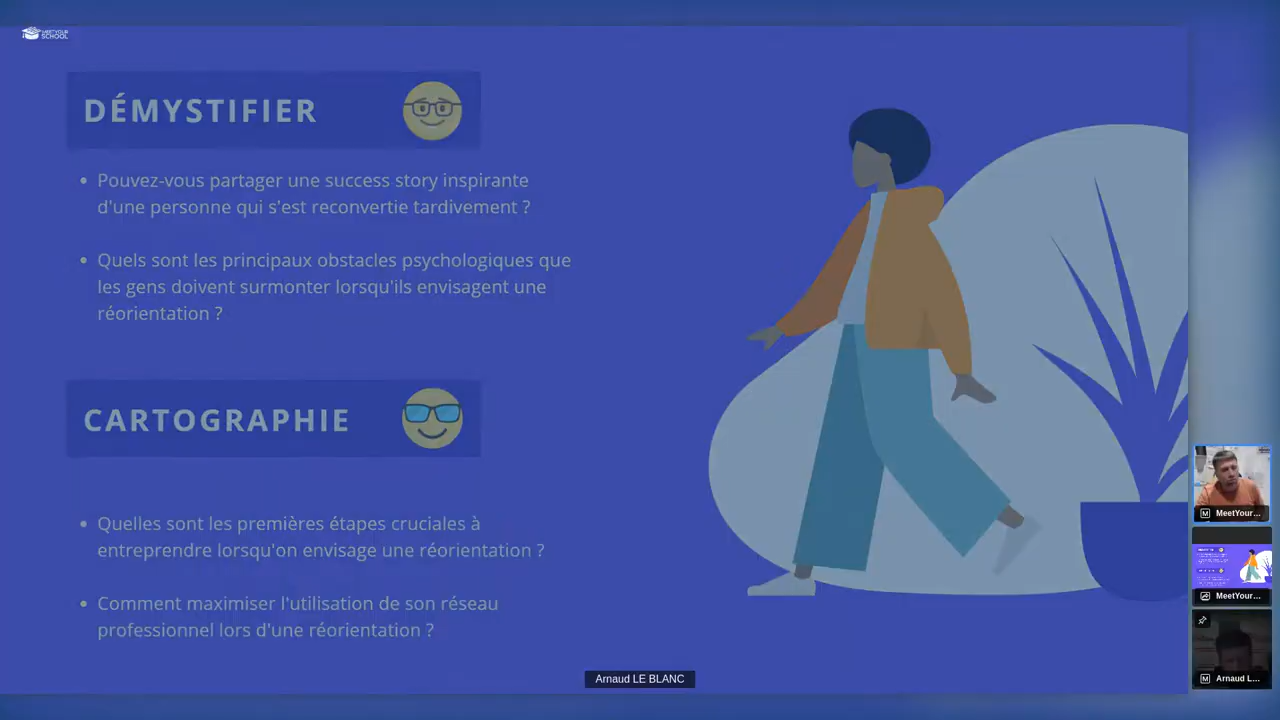 MEETYOUR
SCHOOL
DÉMYSTIFIER
• Pouvez-vous partager une success story inspirante
d'une personne qui s'est reconvertie tardivement ?
• Quels sont les principaux obstacles psychologiques que
les gens doivent surmonter lorsqu'ils envisagent une
réorientation ?
CARTOGRAPHIE
• Quelles sont les premières étapes cruciales à
entreprendre lorsqu'on envisage une réorientation ?
• Comment maximiser l'utilisation de son réseau
professionnel lors d'une réorientation ?
Arnaud LE BLANC
MeetYour...
MeetYour...
Arnaud L...